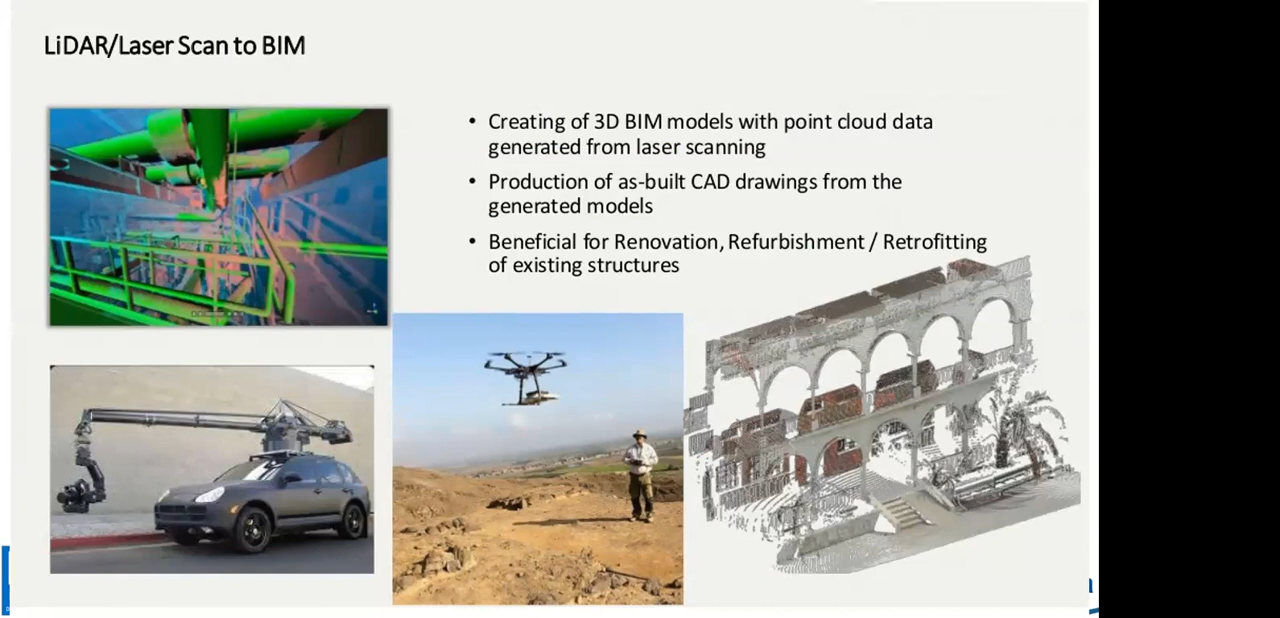 LiDAR/Laser Scan to BIM
• Creating of 3D BIM models with point cloud data
generated from laser scanning
• Production of as-built CAD drawings from the
generated models
• Beneficial for Renovation, Refurbishment / Retrofitting
of existing structures